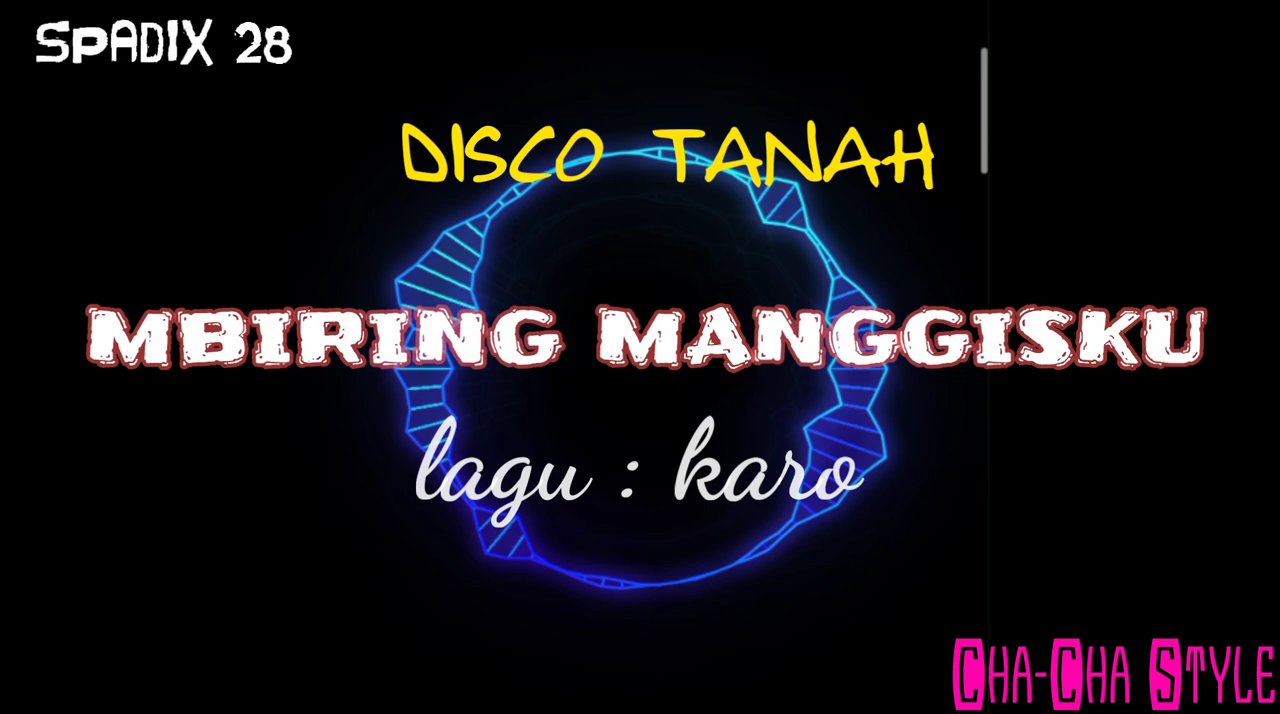 SPADIX 28
DISCO TANAH
MBIRING MANGGISKU
lagu : karo
CHA-CHA STYLE